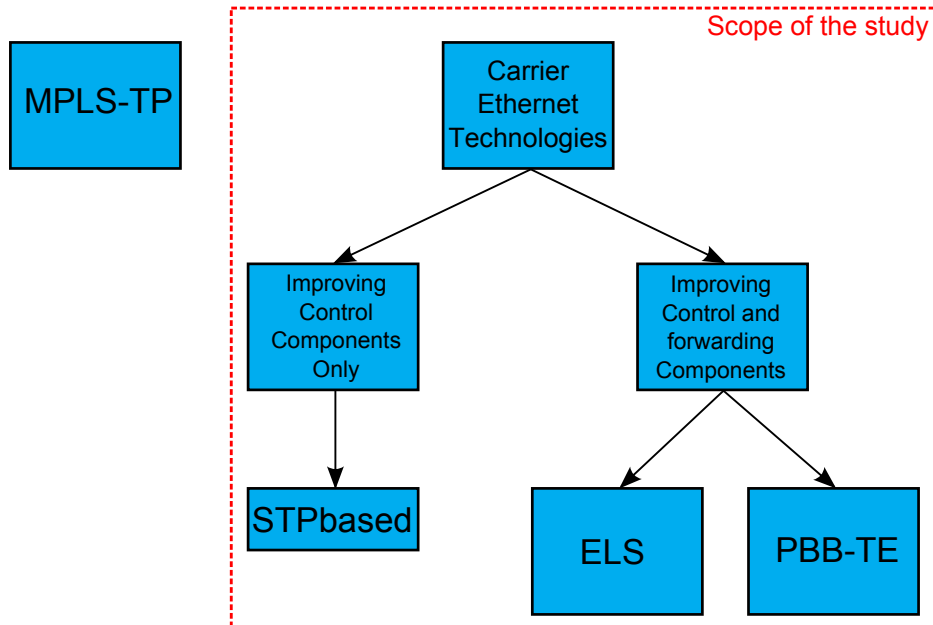 Scope of the study
MPLS-TP
Carrier
Ethernet
Technologies
Improving
Control
Components
Only
Improving
Control and
forwarding
Components
STPbased
ELS
PBB-TE